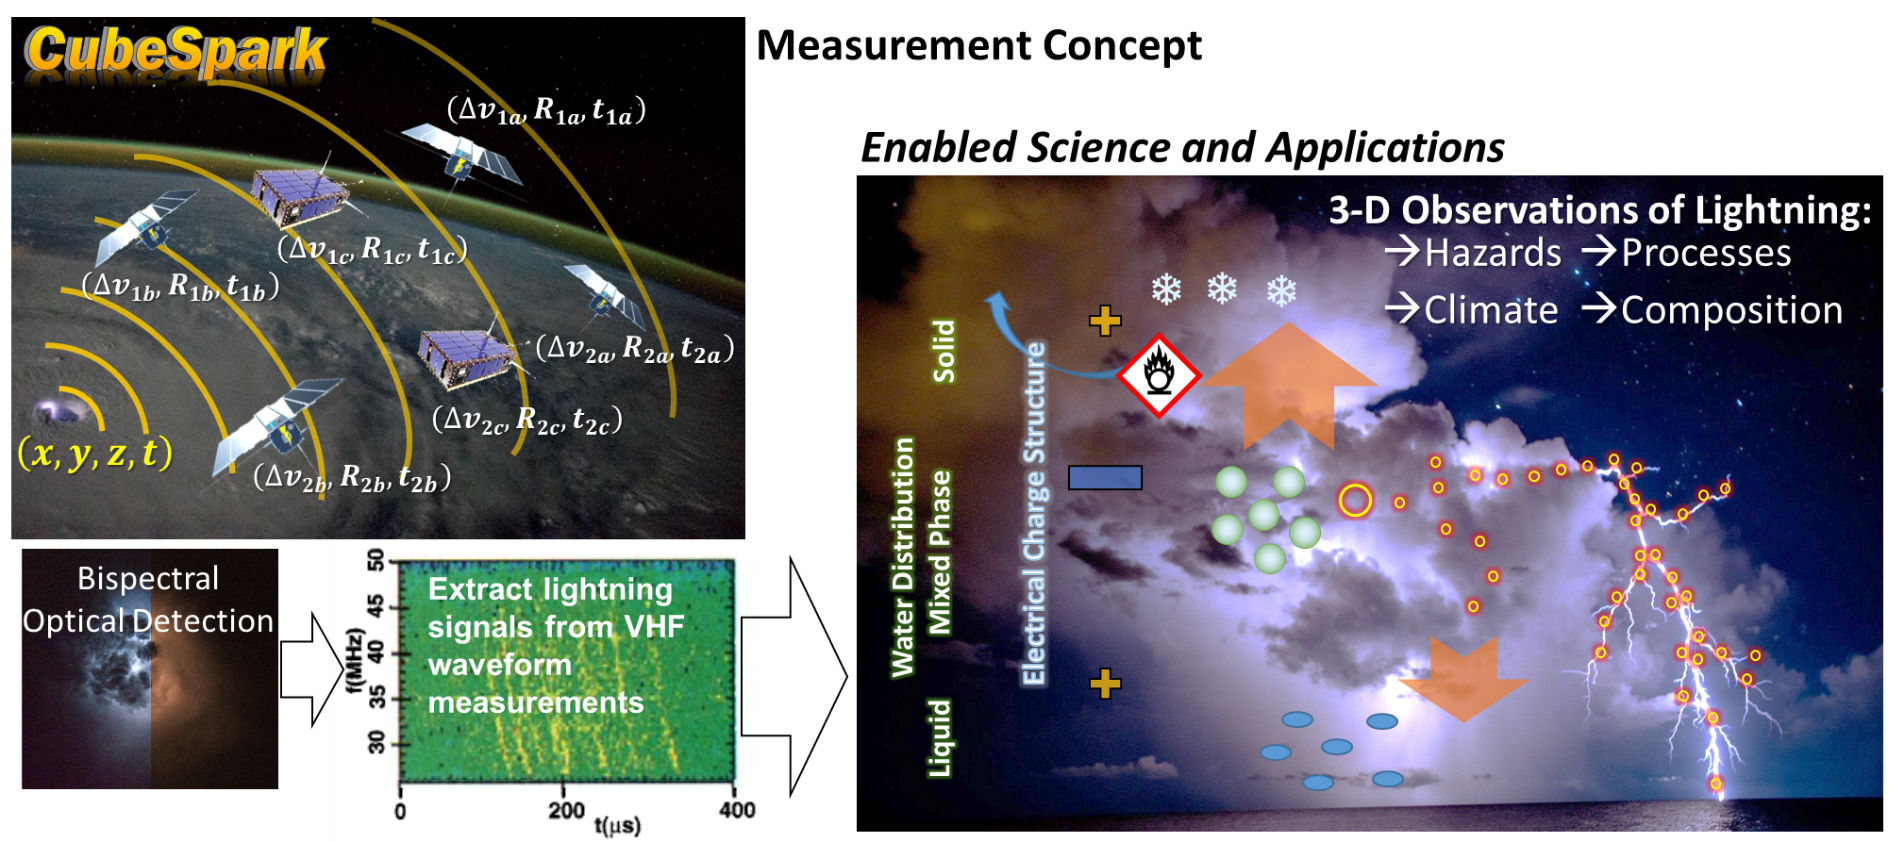 CubeSpark
Measurement Concept
(Δv1a, R1a, t1a)
(Δv1c, R1c, t1c)
(Δv1b, R1b, t1b)
(Δv2a, R2a, t2a)
(Δv2c, R2c, t2c)
(x, y, z, t)
(Δv2b, R2b, t2b)
Bispectral
Optical Detection
Extract lightning
signals from VHF
waveform
measurements
f(MHz)
50
45
40
35
30
0
200
400
t(μs)
Enabled Science and Applications
3-D Observations of Lightning:
→Hazards →Processes
→Climate →Composition
Water Distribution
Solid
Mixed Phase
Liquid
Electrical Charge Structure